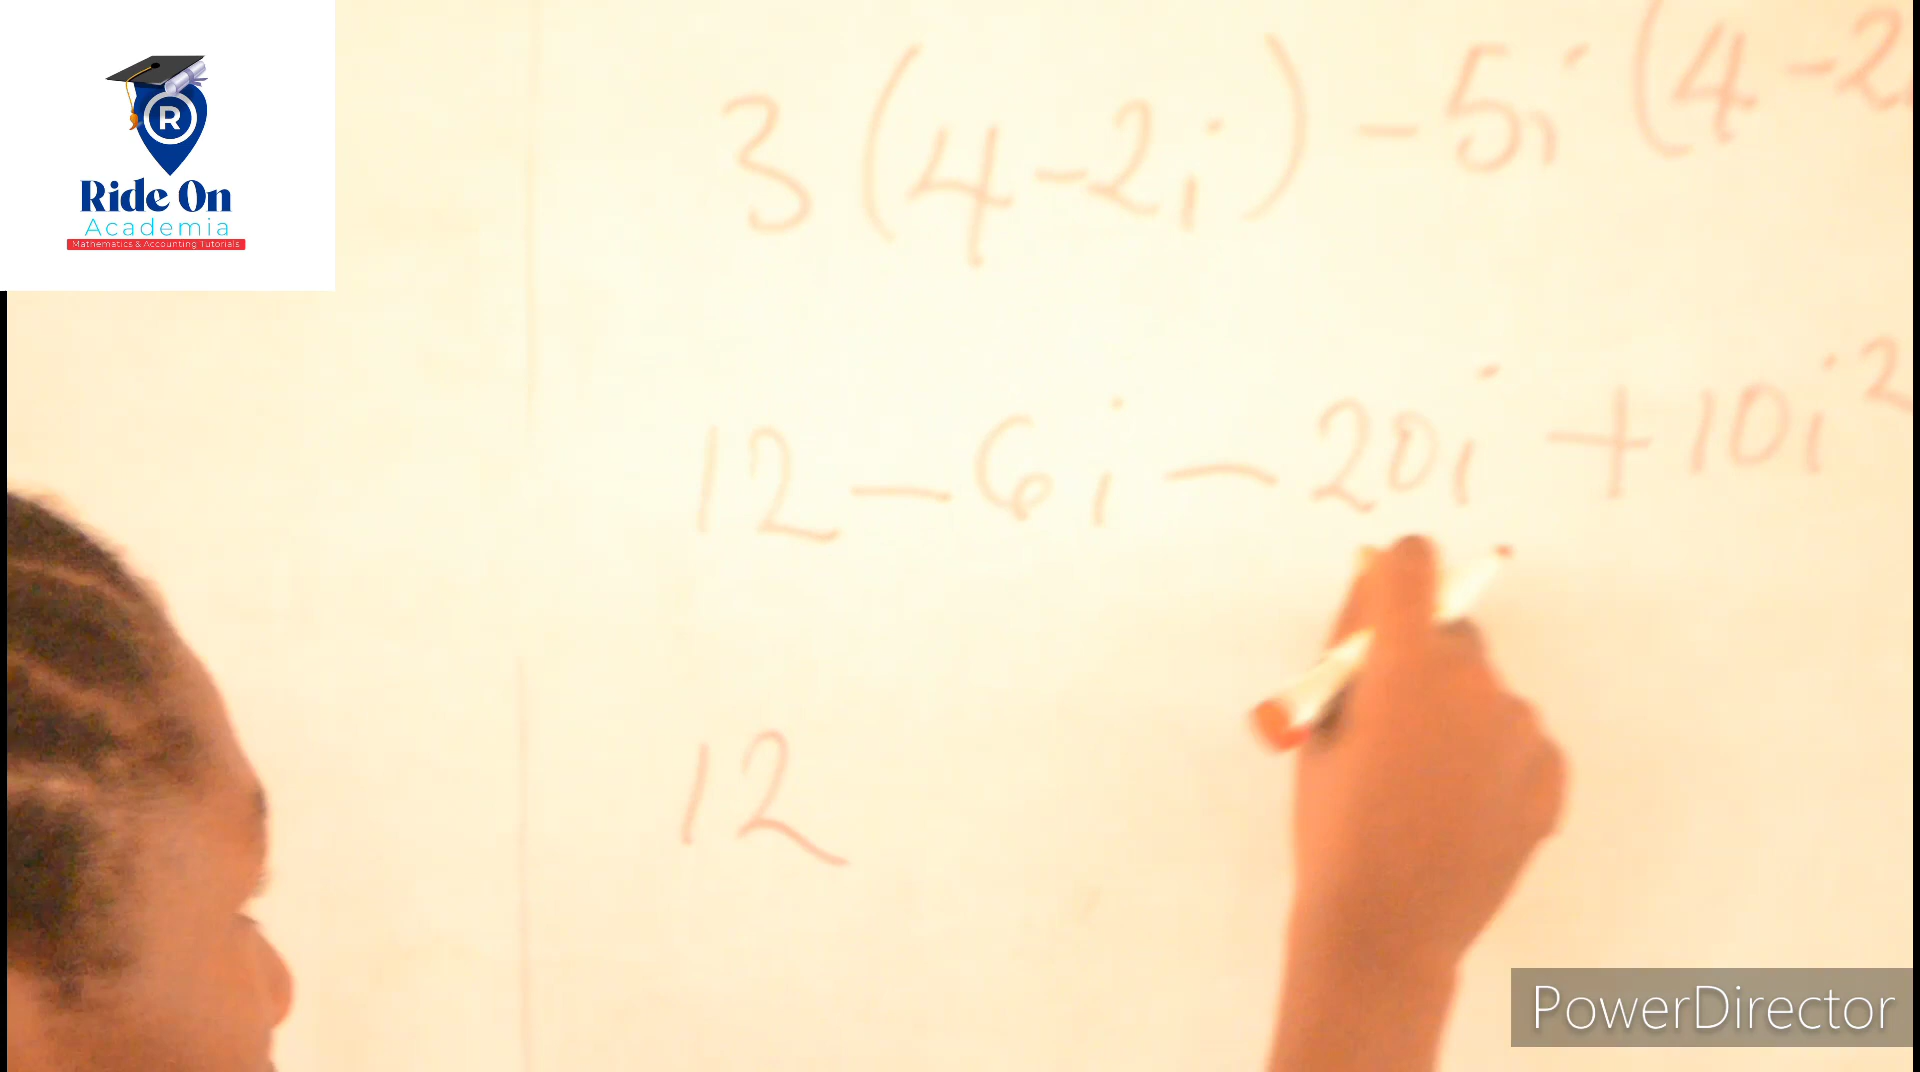 R
Ride On
Academia
Mathematics & Accounting Tutorials
3(4-2i)-5i(4-2
12-6i-20i+10i²
12
PowerDirector